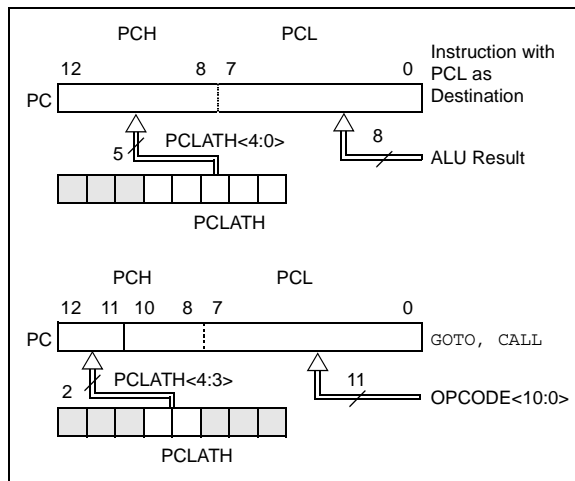 PCH PCL
12 8 7 0
Instruction with
PCL as
Destination
PC
PCLATH<4:0>
5
8
ALU Result
PCLATH
PCH PCL
12 11 10 8 7 0
PC
GOTO, CALL
PCLATH<4:3>
2
11
OPCODE<10:0>
PCLATH